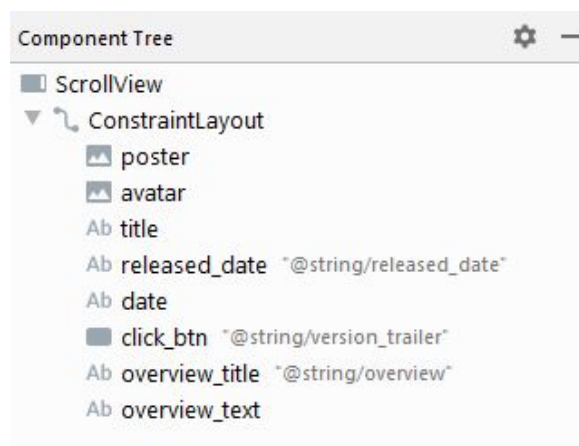 Component Tree
ScrollView
ConstraintLayout
poster
avatar
Ab title
Ab released_date "@string/released_date"
Ab date
click_btn "@string/version_trailer"
Ab overview_title "@string/overview"
Ab overview_text